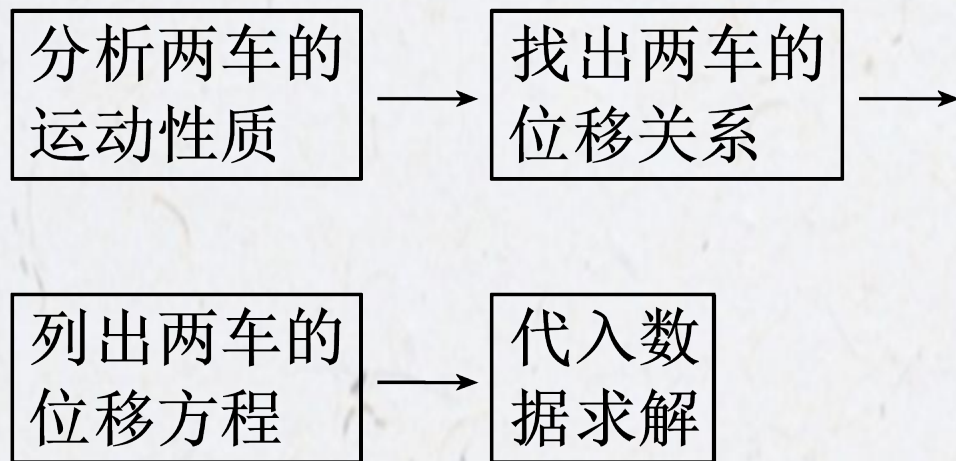 分析两车的
运动性质
找出两车的
位移关系
列出两车的
位移方程
代入数
据求解